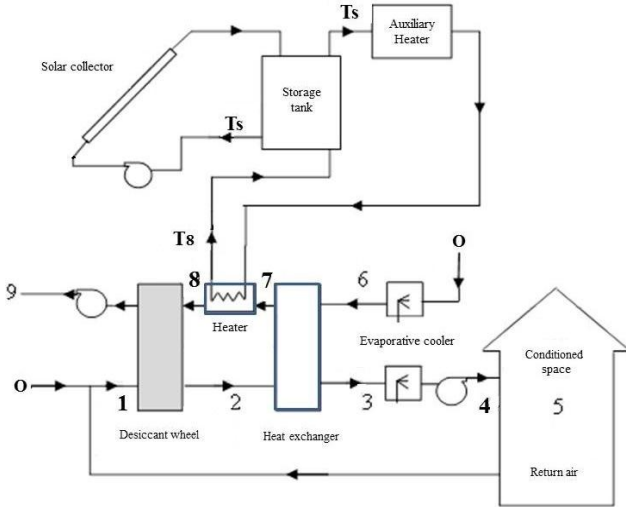 Ts
Auxiliary
Heater
Solar collector
Storage
tank
Ts
T8
O
9
8
7
6
Heater
Evaporative cooler
Conditioned
space
O
1
2
3
4
5
Desiccant wheel
Heat exchanger
Return air